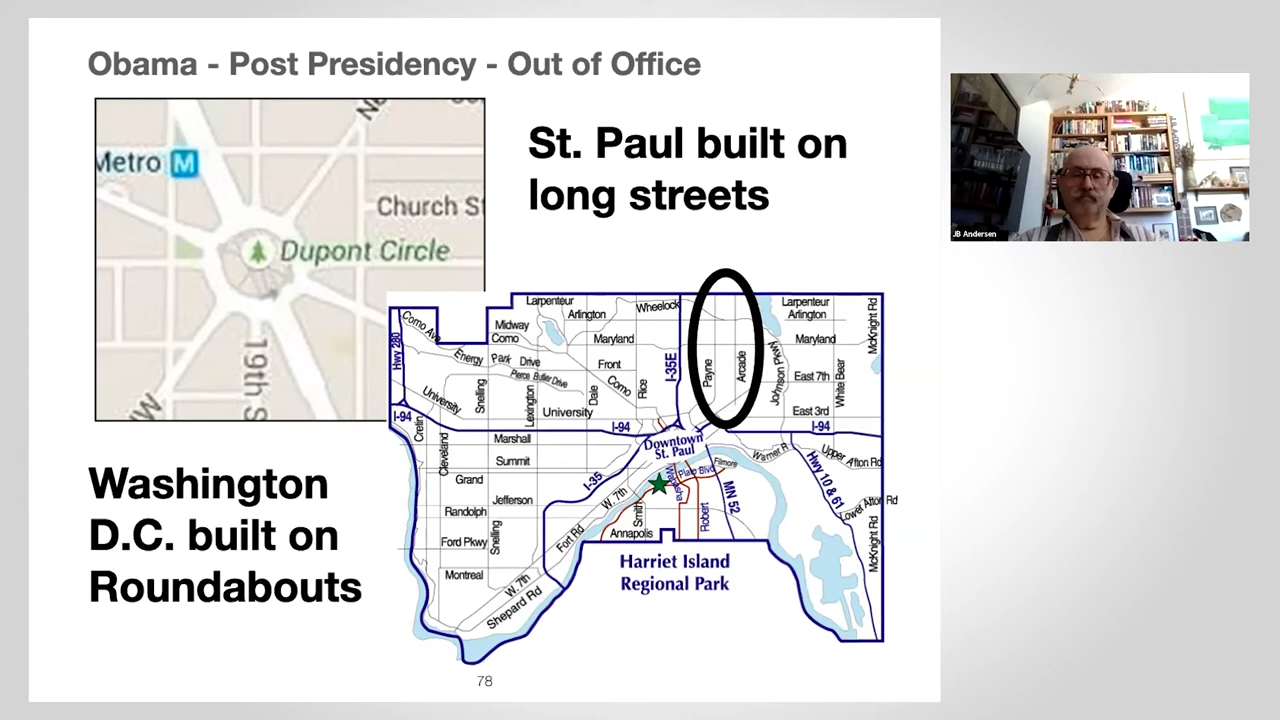 Obama - Post Presidency - Out of Office
Metro M
Church St
Dupont Circle
19th S
St. Paul built on
long streets
JB Andersen
Washington
D.C. built on
Roundabouts
Larpenteur
Arlington
Wheelock
Larpenteur
Arlington
McKnight Rd
Como Ave
Midway
Como
Maryland
Maryland
Hwy 280
Energy Park Drive
Pierce Butler Drive
Front
Como
Rice
I-35E
Payne
Arcade
Johnson Pkwy
East 7th
White Bear
University
Snelling
Lexington
Dale
University
East 3rd
I-94
Cretin
I-94
I-94
Cleveland
Marshall
Downtown
St. Paul
Warner R
Upper Afton Rd
Summit
Fillmore
Plato Blvd
Grand
I-35
Hwy 10 & 61
Jefferson
W. 7th
Smith
Robert
MN 52
Lower Afton Rd
Randolph
Snelling
Ford Pkwy
Fort Rd
Annapolis
McKnight Rd
Harriet Island
Regional Park
Montreal
W. 7th
Shepard Rd
78